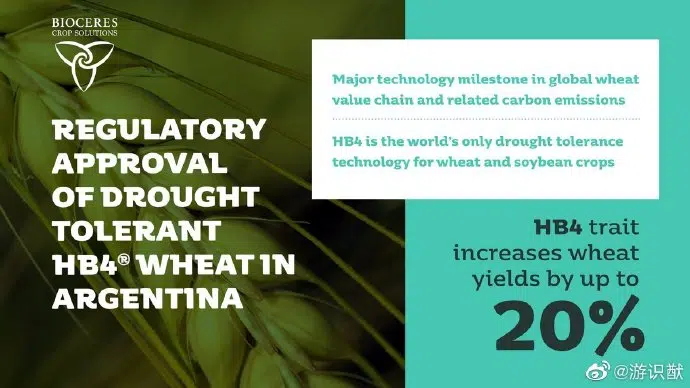 BIOCERES
CROP SOLUTIONS
REGULATORY
APPROVAL
OF DROUGHT
TOLERANT
HB4® WHEAT IN
ARGENTINA
Major technology milestone in global wheat
value chain and related carbon emissions
HB4 is the world's only drought tolerance
technology for wheat and soybean crops
HB4 trait
increases wheat
yields by up to
20%
@游识猷